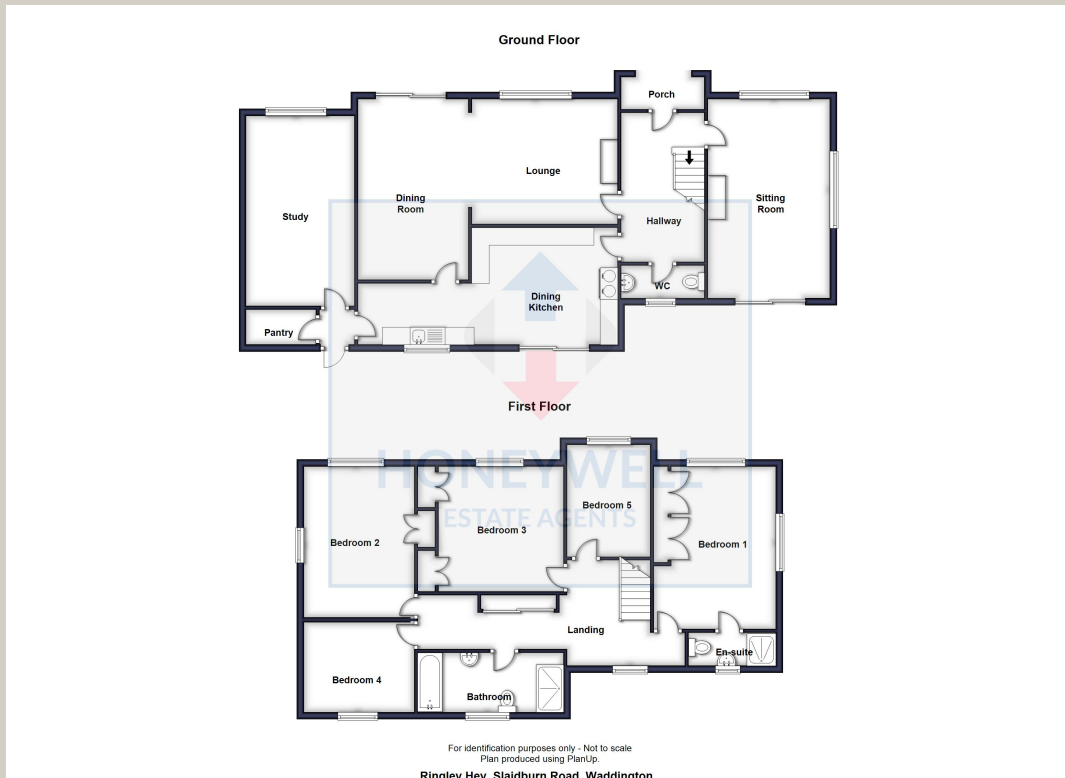 Ground Floor
Porch
Lounge
Dining
Room
Sitting
Room
Study
Hallway
WC
Dining
Kitchen
Pantry
First Floor
HONEYWELL
ESTATE AGENTS
Bedroom 5
Bedroom 3
Bedroom 2
Bedroom 1
Landing
En-suite
Bedroom 4
Bathroom
For identification purposes only - Not to scale
Plan produced using PlanUp.
Ringley Hey, Slaidburn Road, Waddington